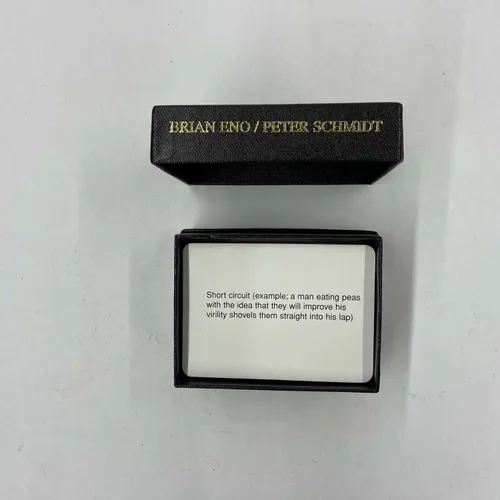 BRIAN ENO / PETER SCHMIDT
Short circuit (example; a man eating peas
with the idea that they will improve his
virility shovels them straight into his lap)